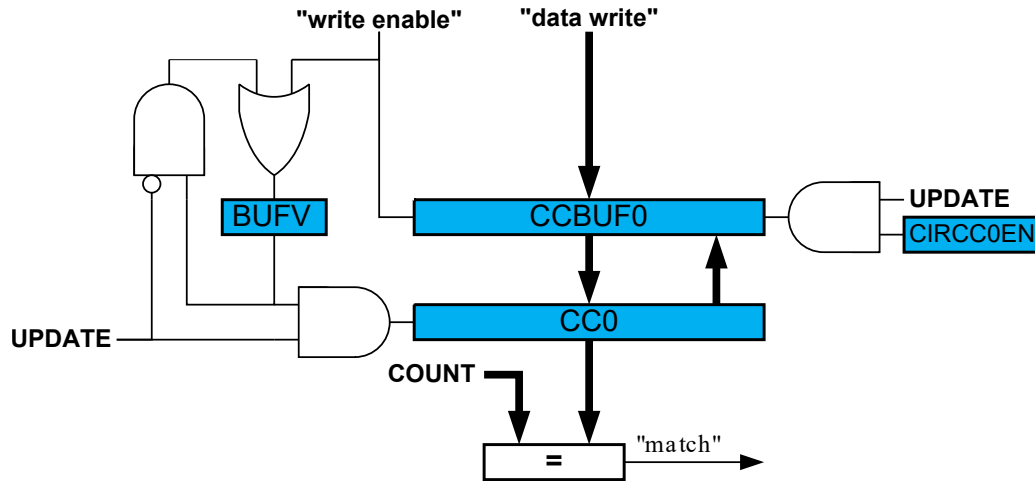 "write enable"
"data write"
BUFV
CCBUF0
UPDATE
CIRCC0EN
CC0
UPDATE
COUNT
=
"match"